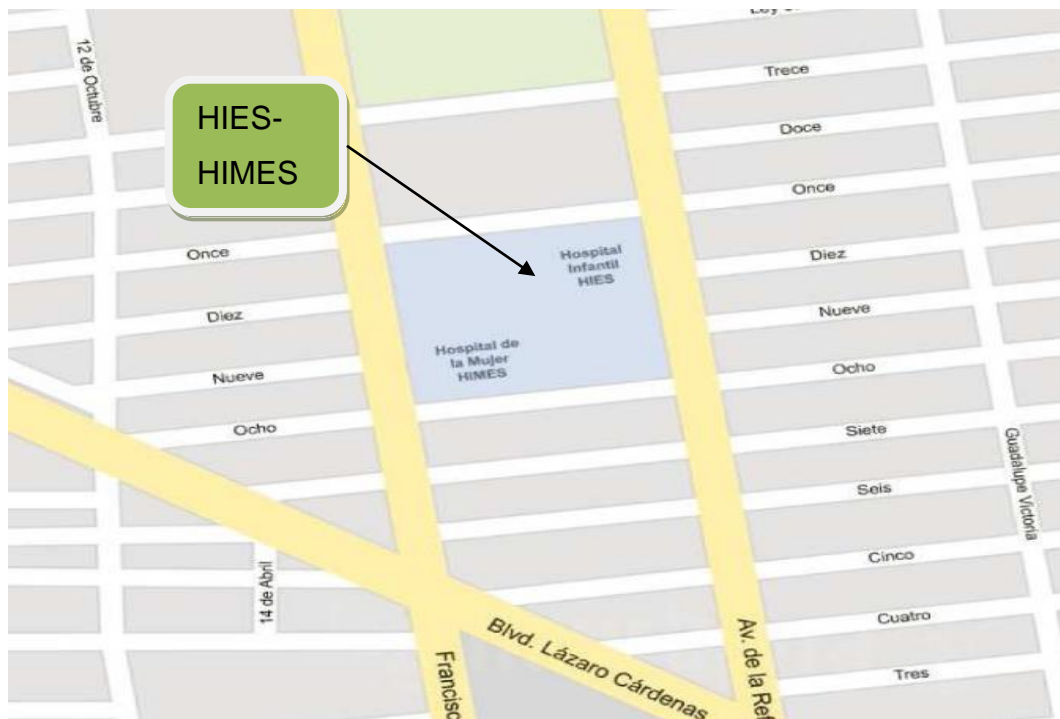 12 de Octubre
Trece
HIES-
HIMES
Doce
Once
Once
Hospital
Infantil
HIES
Diez
Diez
Nueve
Hospital de
la Mujer
HIMES
Nueve
Ocho
Ocho
Siete
Guadalupe Victoria
Seis
Cinco
14 de Abril
Cuatro
Blvd. Lázaro Cárdenas
Av. de la Ref
Francisc
Tres